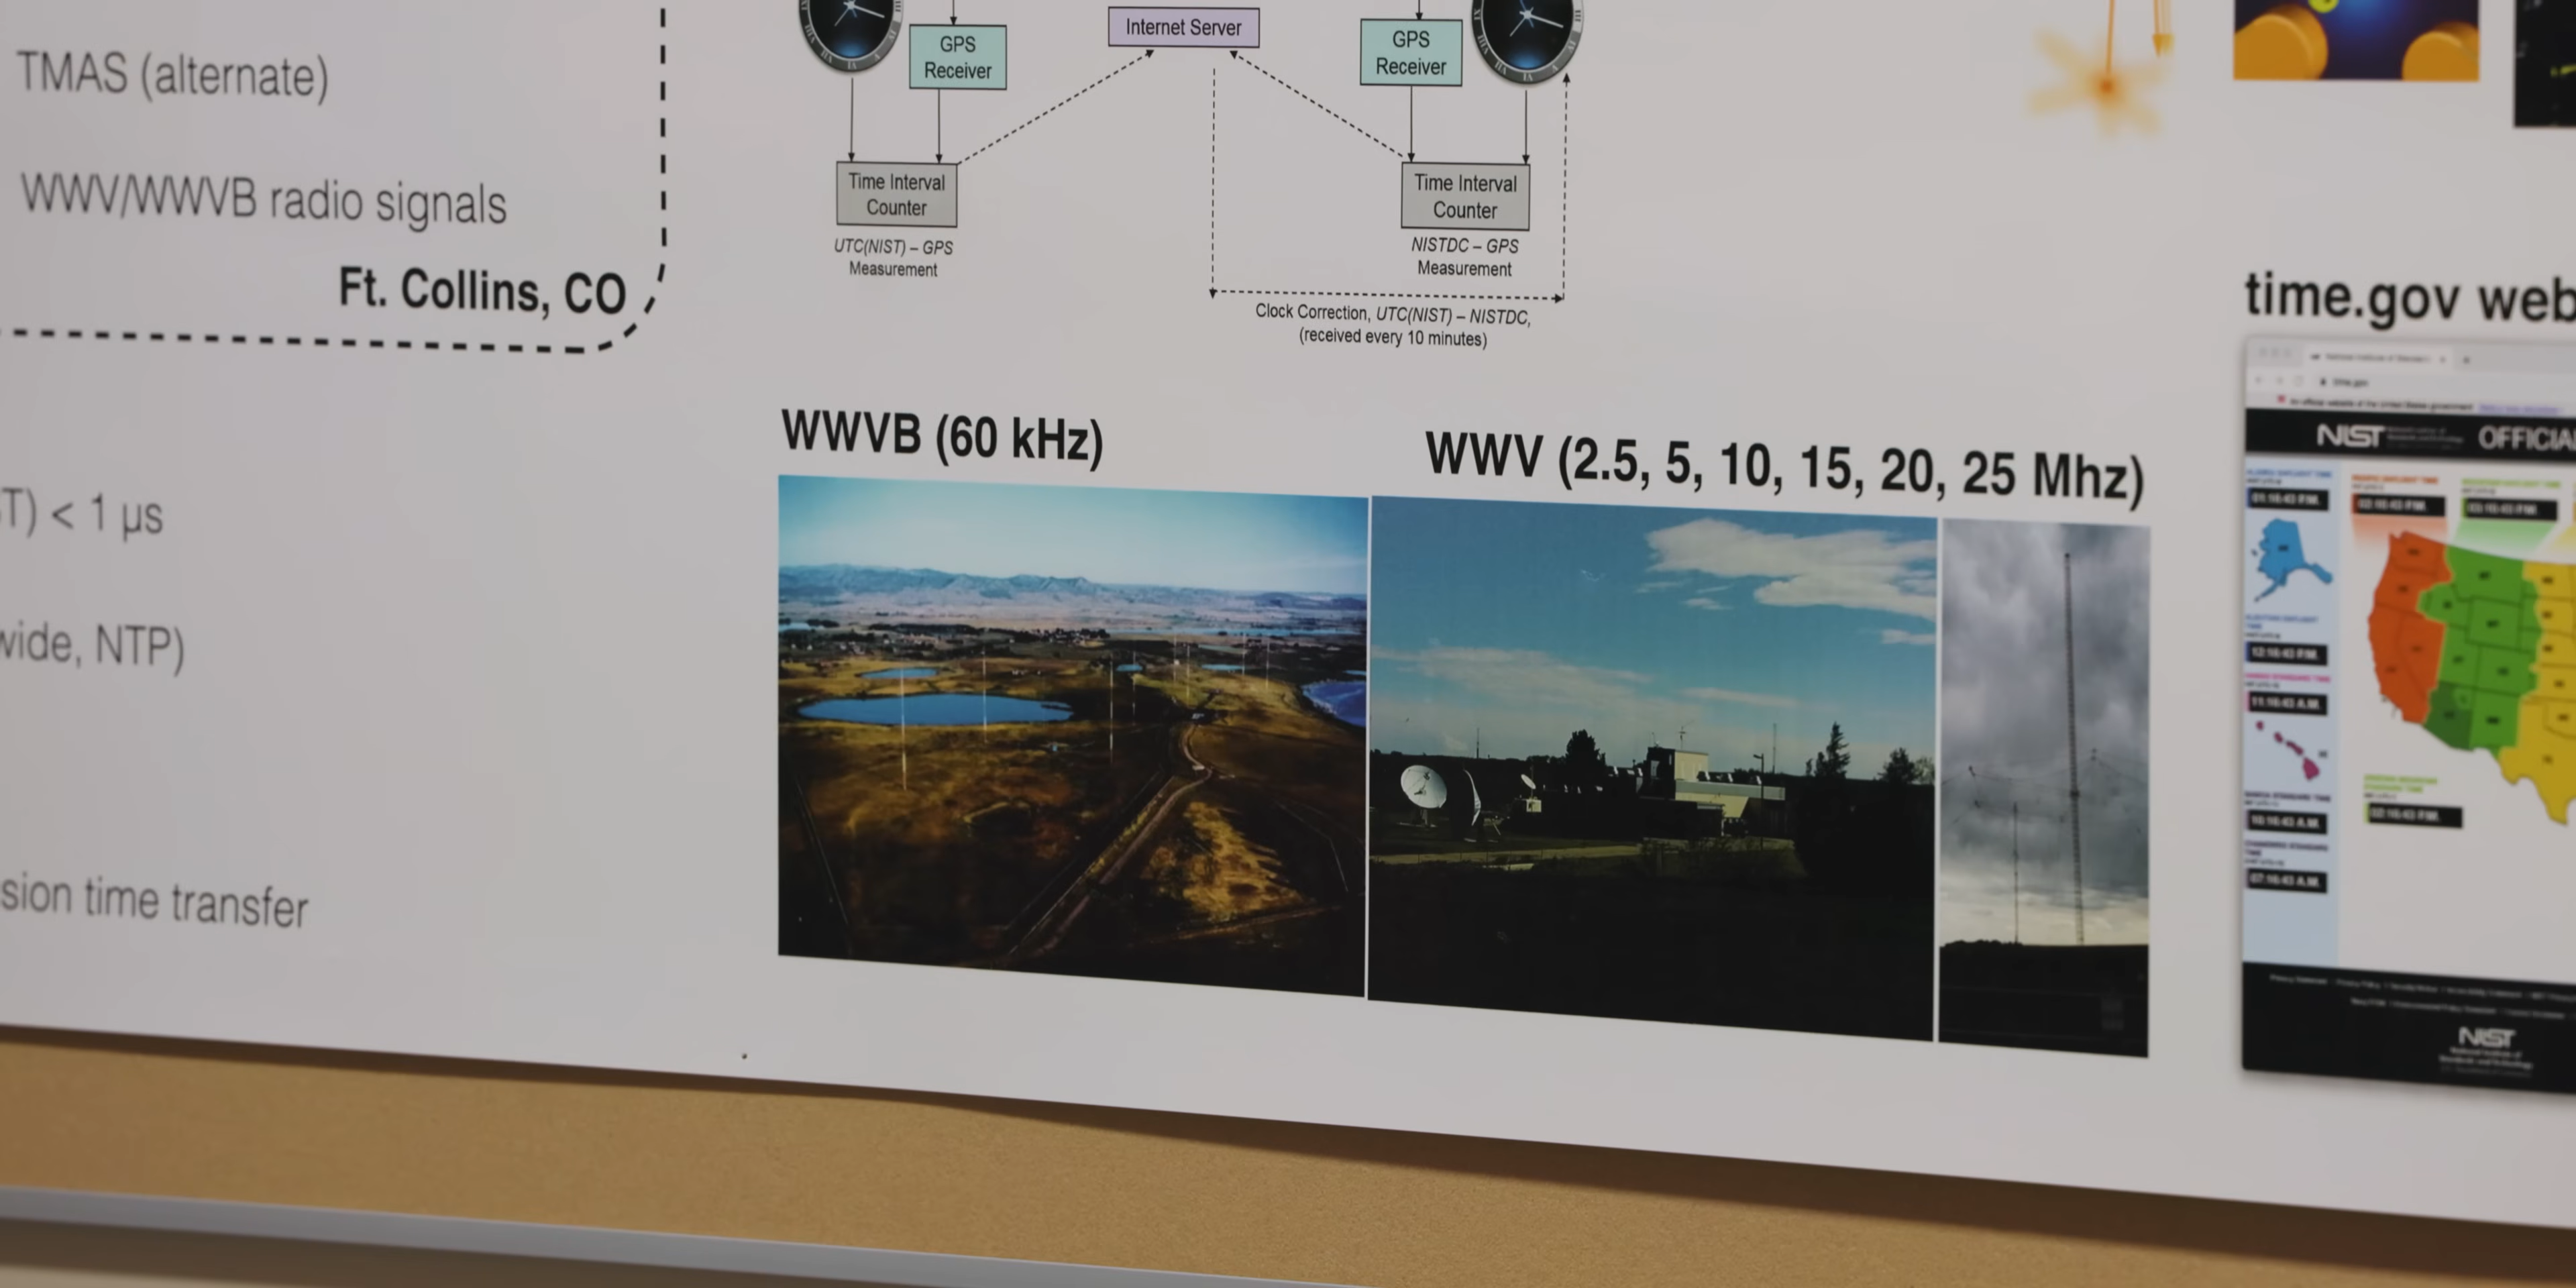 TMAS (alternate)
WWV/WWVB radio signals
Ft. Collins, CO
T) < 1 µs
wide, NTP)
sion time transfer
GPS
Receiver
Internet Server
GPS
Receiver
Time Interval
Counter
UTC(NIST) – GPS
Measurement
Time Interval
Counter
NISTDC – GPS
Measurement
Clock Correction, UTC(NIST) – NISTDC,
(received every 10 minutes)
WWVB (60 kHz)
WWV (2.5, 5, 10, 15, 20, 25 Mhz)
time.gov web
NIST
OFFICIA
NIST